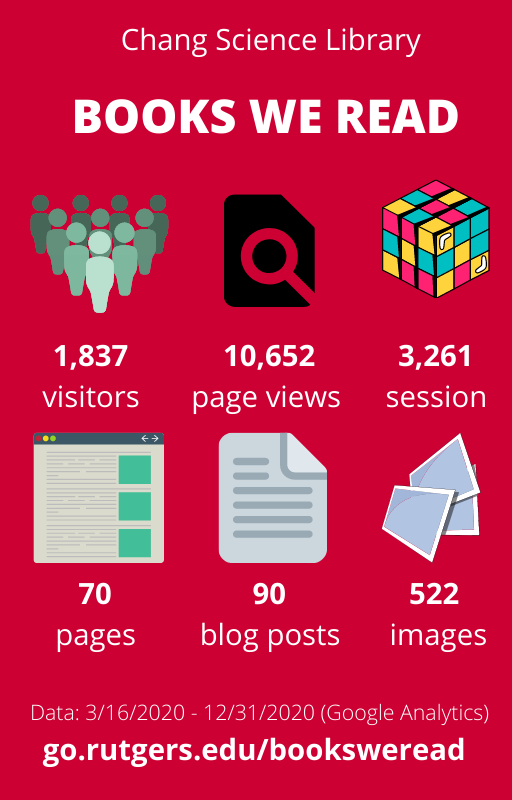 Chang Science Library
BOOKS WE READ
1,837
visitors
10,652
page views
3,261
session
70
pages
90
blog posts
522
images
Data: 3/16/2020 - 12/31/2020 (Google Analytics)
go.rutgers.edu/booksweread